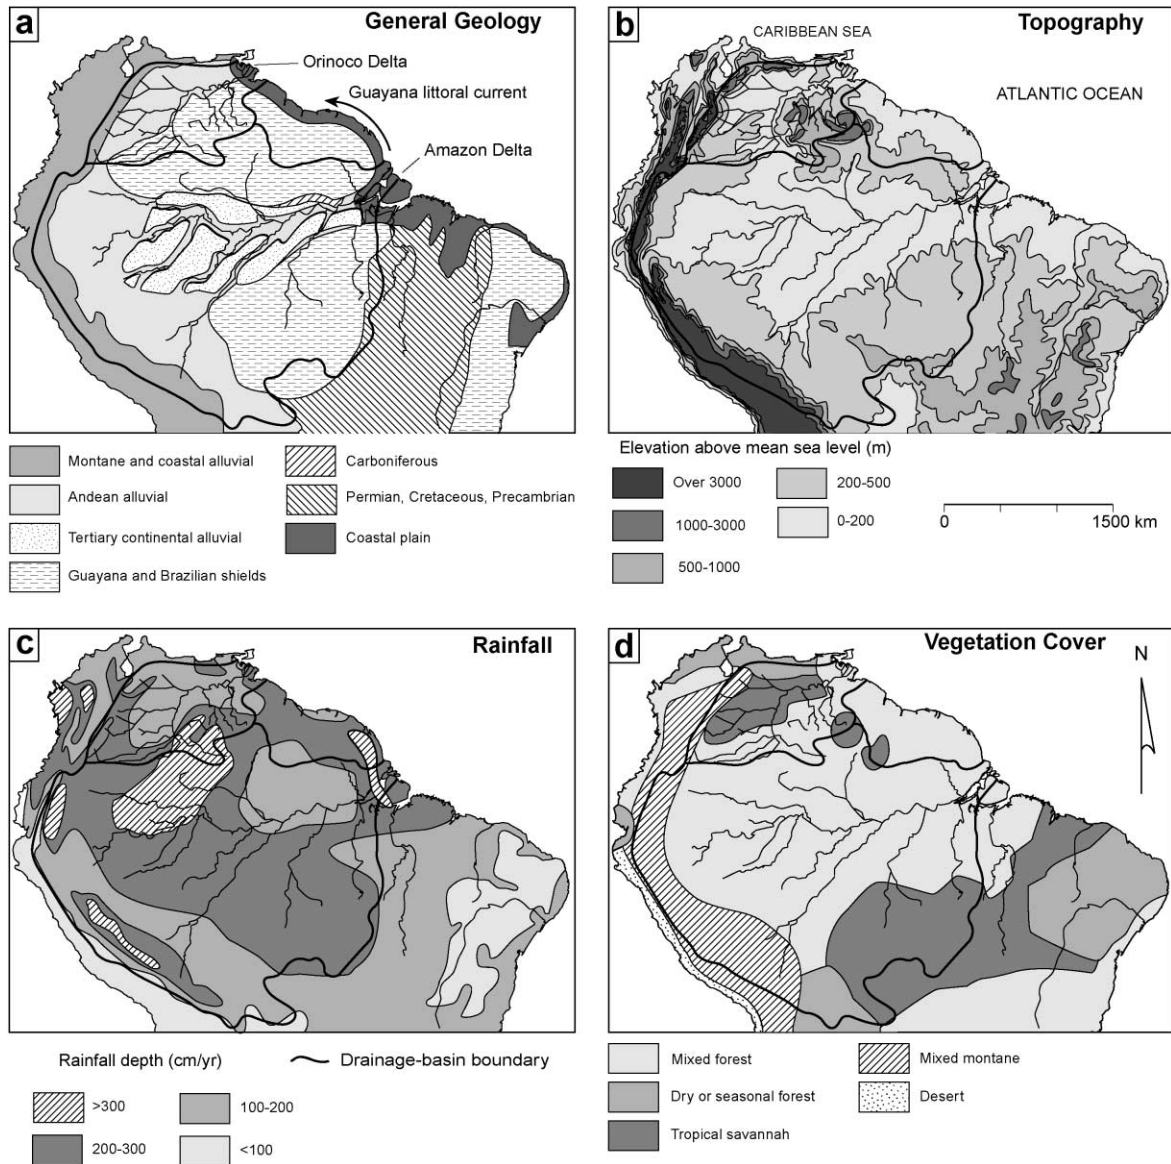 a
General Geology
Orinoco Delta
Guayana littoral current
Amazon Delta
Montane and coastal alluvial
Andean alluvial
Tertiary continental alluvial
Guayana and Brazilian shields
Carboniferous
Permian, Cretaceous, Precambrian
Coastal plain
b
Topography
CARIBBEAN SEA
ATLANTIC OCEAN
Elevation above mean sea level (m)
Over 3000
1000-3000
500-1000
200-500
0-200
0
1500 km
c
Rainfall
Rainfall depth (cm/yr)
Drainage-basin boundary
>300
200-300
100-200
<100
d
Vegetation Cover
N
Mixed forest
Dry or seasonal forest
Tropical savannah
Mixed montane
Desert